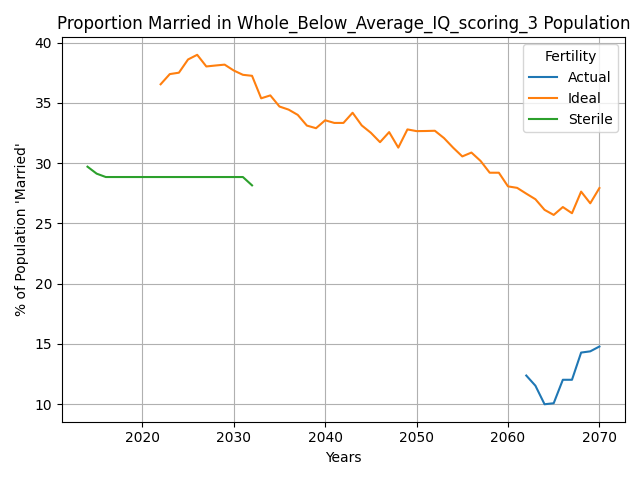 Proportion Married in Whole_Below_Average_IQ_scoring_3 Population
% of Population 'Married'
40
35
30
25
20
15
10
Fertility
Actual
Ideal
Sterile
2020 2030 2040 2050 2060 2070
Years